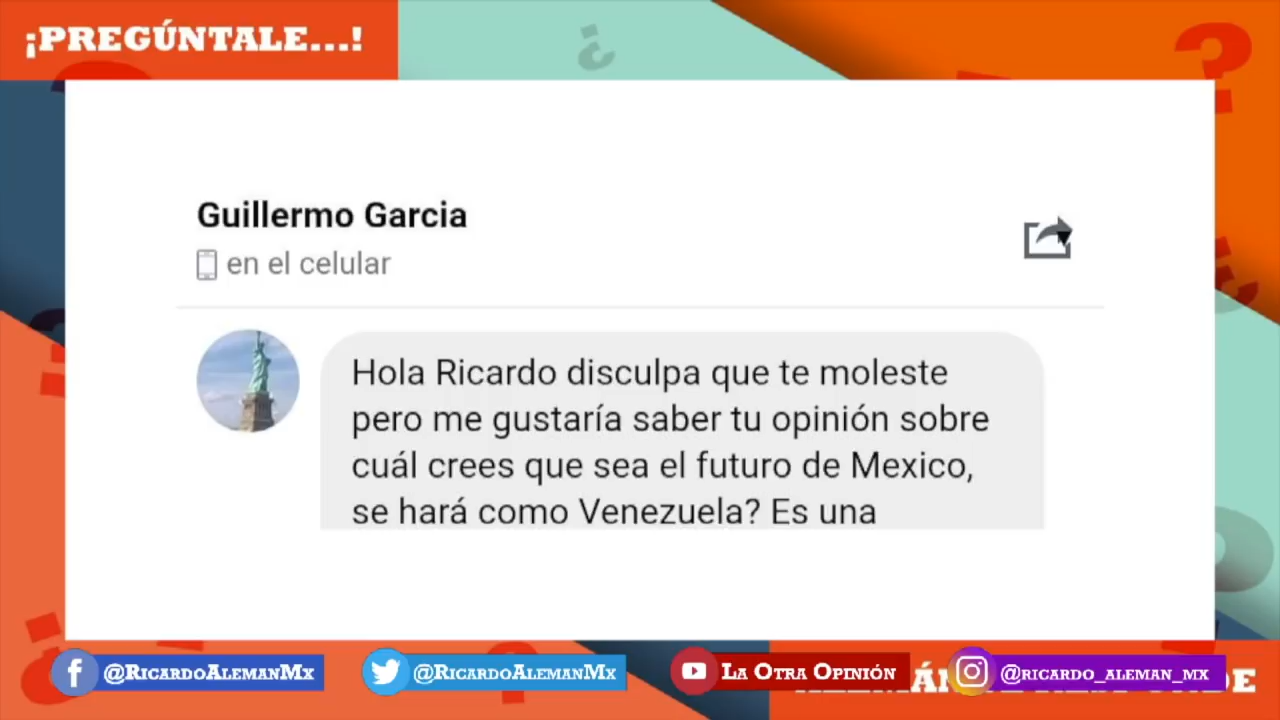 ¡PREGÚNTALE...!
Guillermo Garcia
en el celular
Hola Ricardo disculpa que te moleste
pero me gustaría saber tu opinión sobre
cuál crees que sea el futuro de Mexico,
se hará como Venezuela? Es una
@RICARDOALEMANMX
@RICARDOALEMANMX
LA OTRA OPINIÓN
@RICARDO_ALEMAN_MX